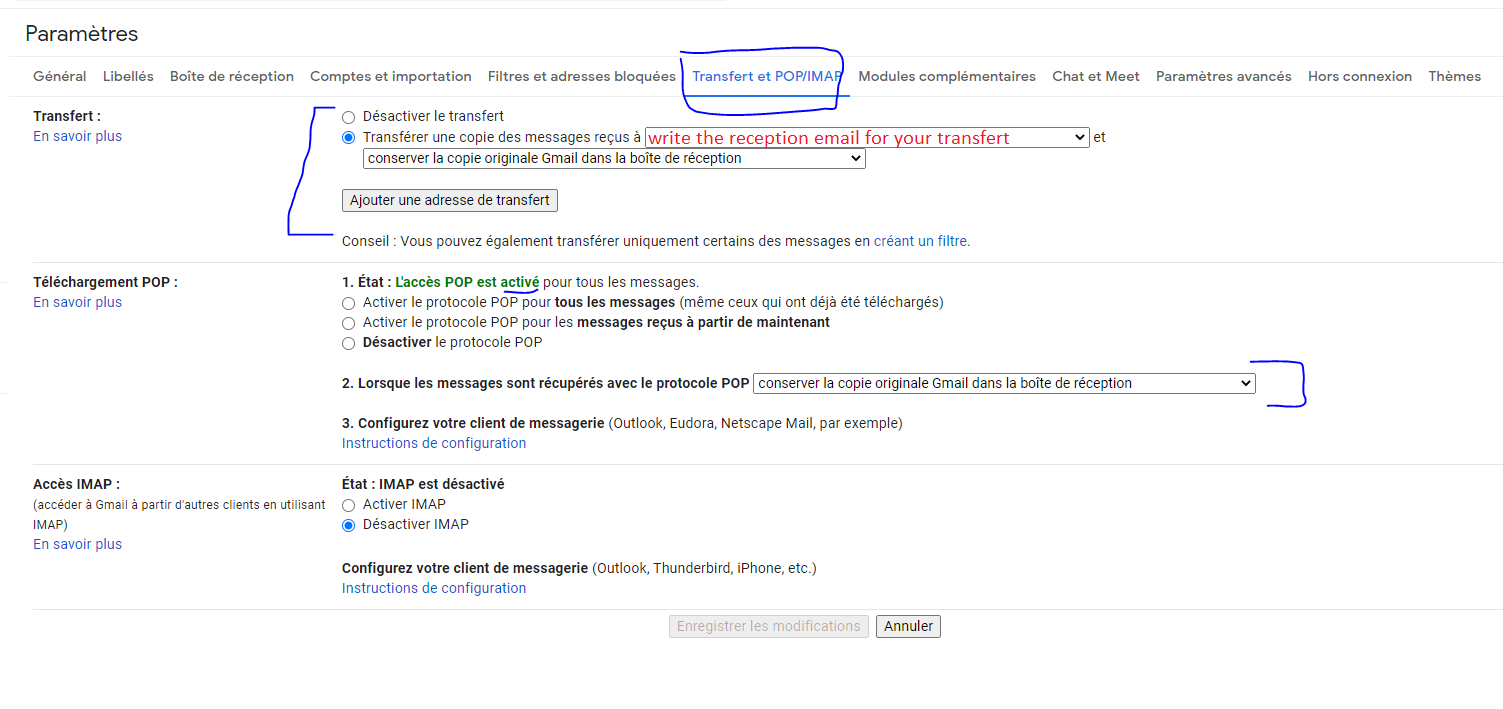 Paramètres
Général Libellés Boîte de réception Comptes et importation Filtres et adresses bloquées Transfert et POP/IMAP Modules complémentaires Chat et Meet Paramètres avancés Hors connexion Thèmes
Transfert :
En savoir plus
Désactiver le transfert
Transférer une copie des messages reçus à write the reception email for your transfert et
conserver la copie originale Gmail dans la boîte de réception
Ajouter une adresse de transfert
Conseil : Vous pouvez également transférer uniquement certains des messages en créant un filtre.
Téléchargement POP :
En savoir plus
1. État : L'accès POP est activé pour tous les messages.
Activer le protocole POP pour tous les messages (même ceux qui ont déjà été téléchargés)
Activer le protocole POP pour les messages reçus à partir de maintenant
Désactiver le protocole POP
2. Lorsque les messages sont récupérés avec le protocole POP conserver la copie originale Gmail dans la boîte de réception
3. Configurez votre client de messagerie (Outlook, Eudora, Netscape Mail, par exemple)
Instructions de configuration
Accès IMAP :
(accéder à Gmail à partir d'autres clients en utilisant
IMAP)
En savoir plus
État : IMAP est désactivé
Activer IMAP
Désactiver IMAP
Configurez votre client de messagerie (Outlook, Thunderbird, iPhone, etc.)
Instructions de configuration
Enregistrer les modifications Annuler